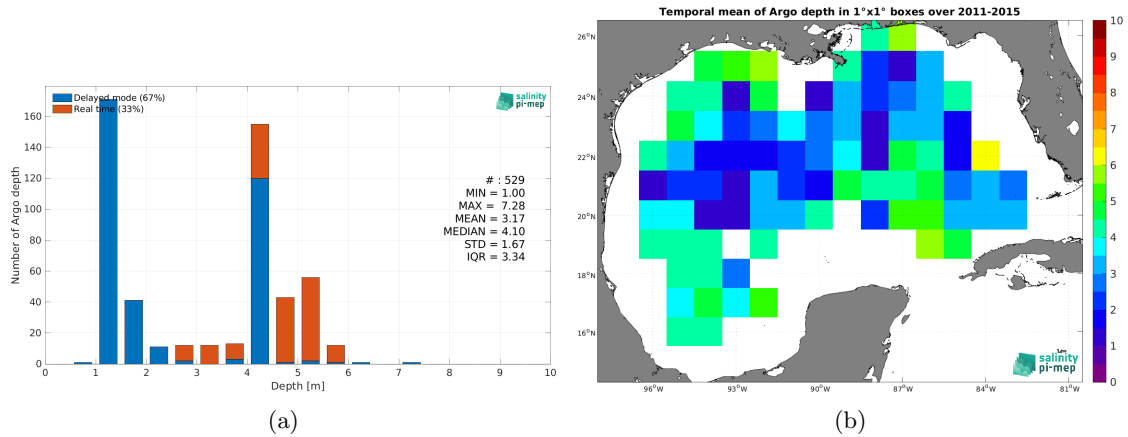 Delayed mode (67%)
Real time (33%)
salinity
pi-mep
# : 529
MIN = 1.00
MAX = 7.28
MEAN = 3.17
MEDIAN = 4.10
STD = 1.67
IQR = 3.34
Number of Argo depth
160
140
120
100
80
60
40
20
0
0 1 2 3 4 5 6 7 8 9 10
Depth [m]
(a)
Temporal mean of Argo depth in 1°x1° boxes over 2011-2015
26°N
24°N
22°N
20°N
18°N
16°N
96°W 93°W 90°W 87°W 84°W 81°W
salinity
pi-mep
10
9
8
7
6
5
4
3
2
1
0
(b)